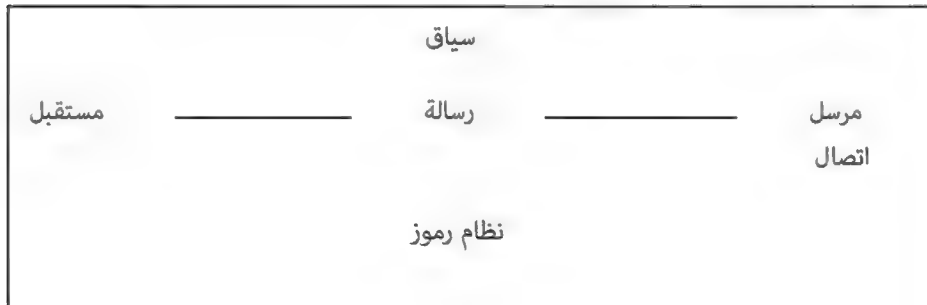 سياق
مرسل رسالة مستقبل
اتصال
نظام رموز